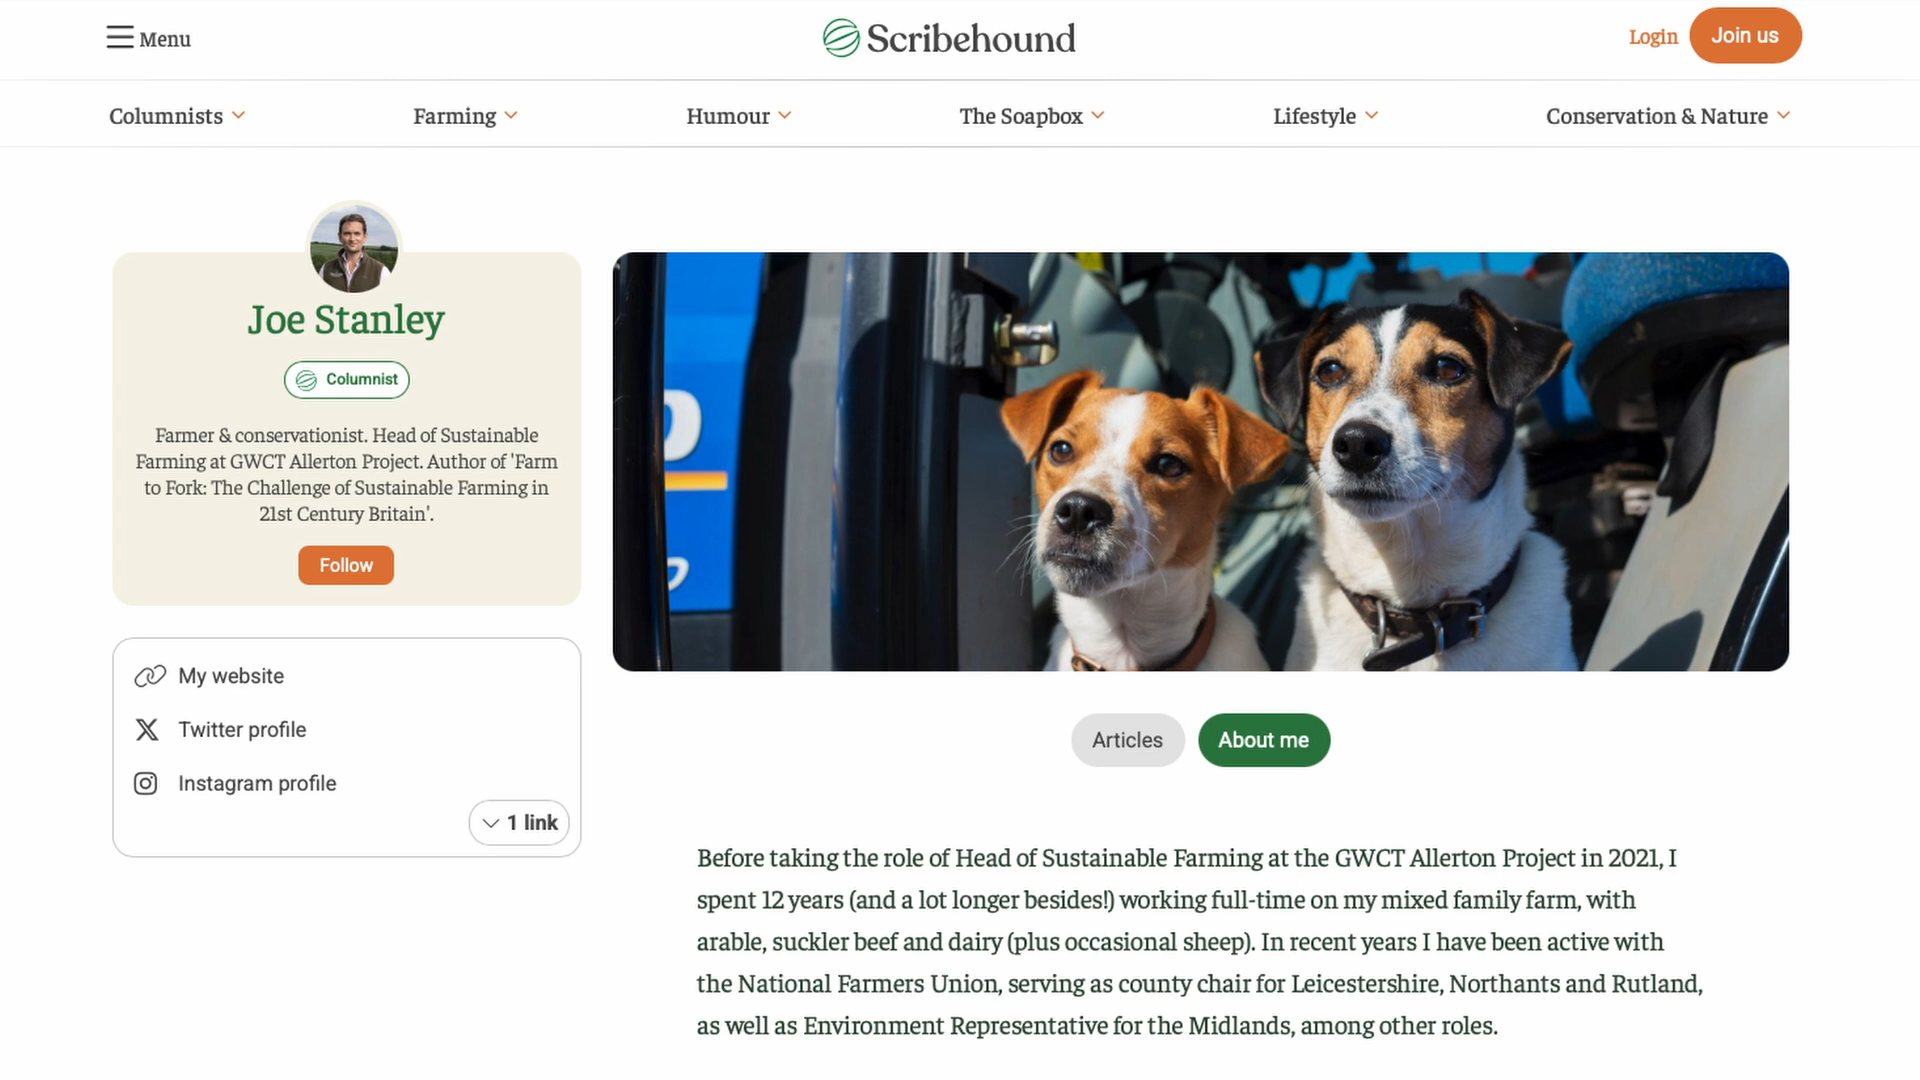 Menu
Scribehound
Login
Join us
Columnists
Farming
Humour
The Soapbox
Lifestyle
Conservation & Nature
Joe Stanley
Columnist
Farmer & conservationist. Head of Sustainable
Farming at GWCT Allerton Project. Author of 'Farm
to Fork: The Challenge of Sustainable Farming in
21st Century Britain'.
Follow
My website
Twitter profile
Instagram profile
1 link
Articles
About me
Before taking the role of Head of Sustainable Farming at the GWCT Allerton Project in 2021, I
spent 12 years (and a lot longer besides!) working full-time on my mixed family farm, with
arable, suckler beef and dairy (plus occasional sheep). In recent years I have been active with
the National Farmers Union, serving as county chair for Leicestershire, Northants and Rutland,
as well as Environment Representative for the Midlands, among other roles.